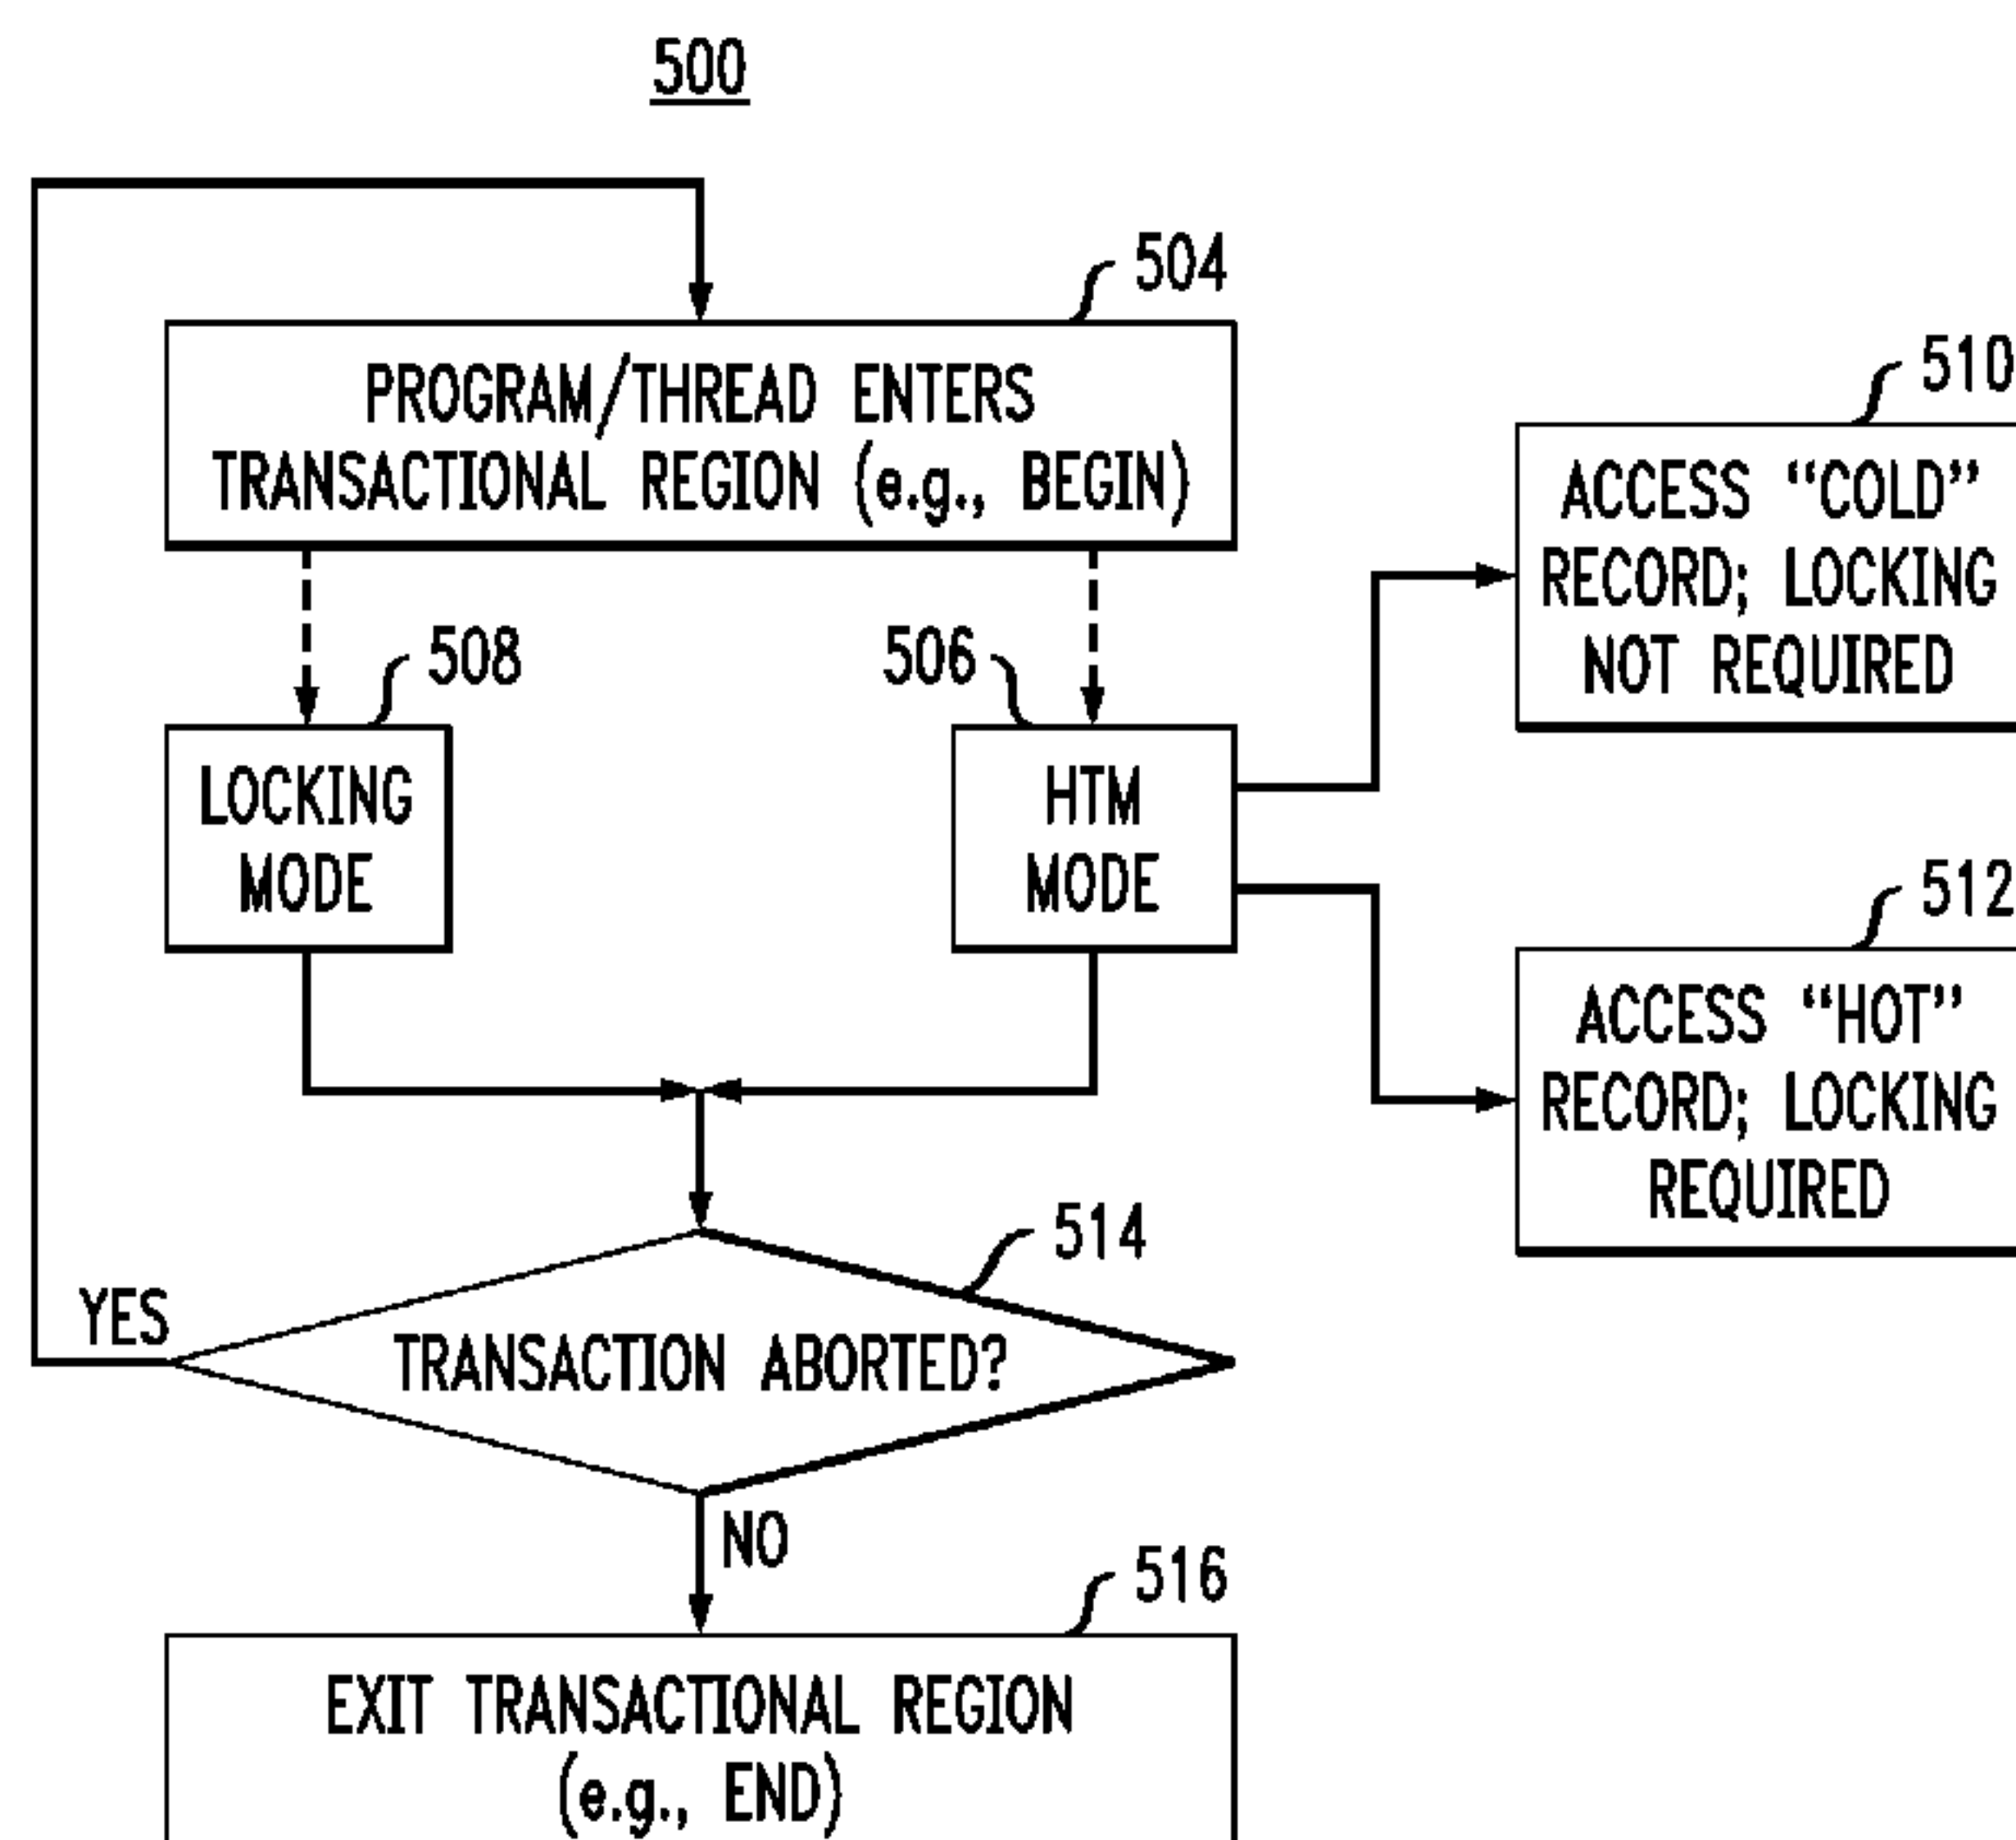 500
504
PROGRAM/THREAD ENTERS
TRANSACTIONAL REGION (e.g., BEGIN)
508
LOCKING
MODE
506
HTM
MODE
510
ACCESS “COLD”
RECORD; LOCKING
NOT REQUIRED
512
ACCESS “HOT”
RECORD; LOCKING
REQUIRED
514
TRANSACTION ABORTED?
YES
NO
516
EXIT TRANSACTIONAL REGION
(e.g., END)